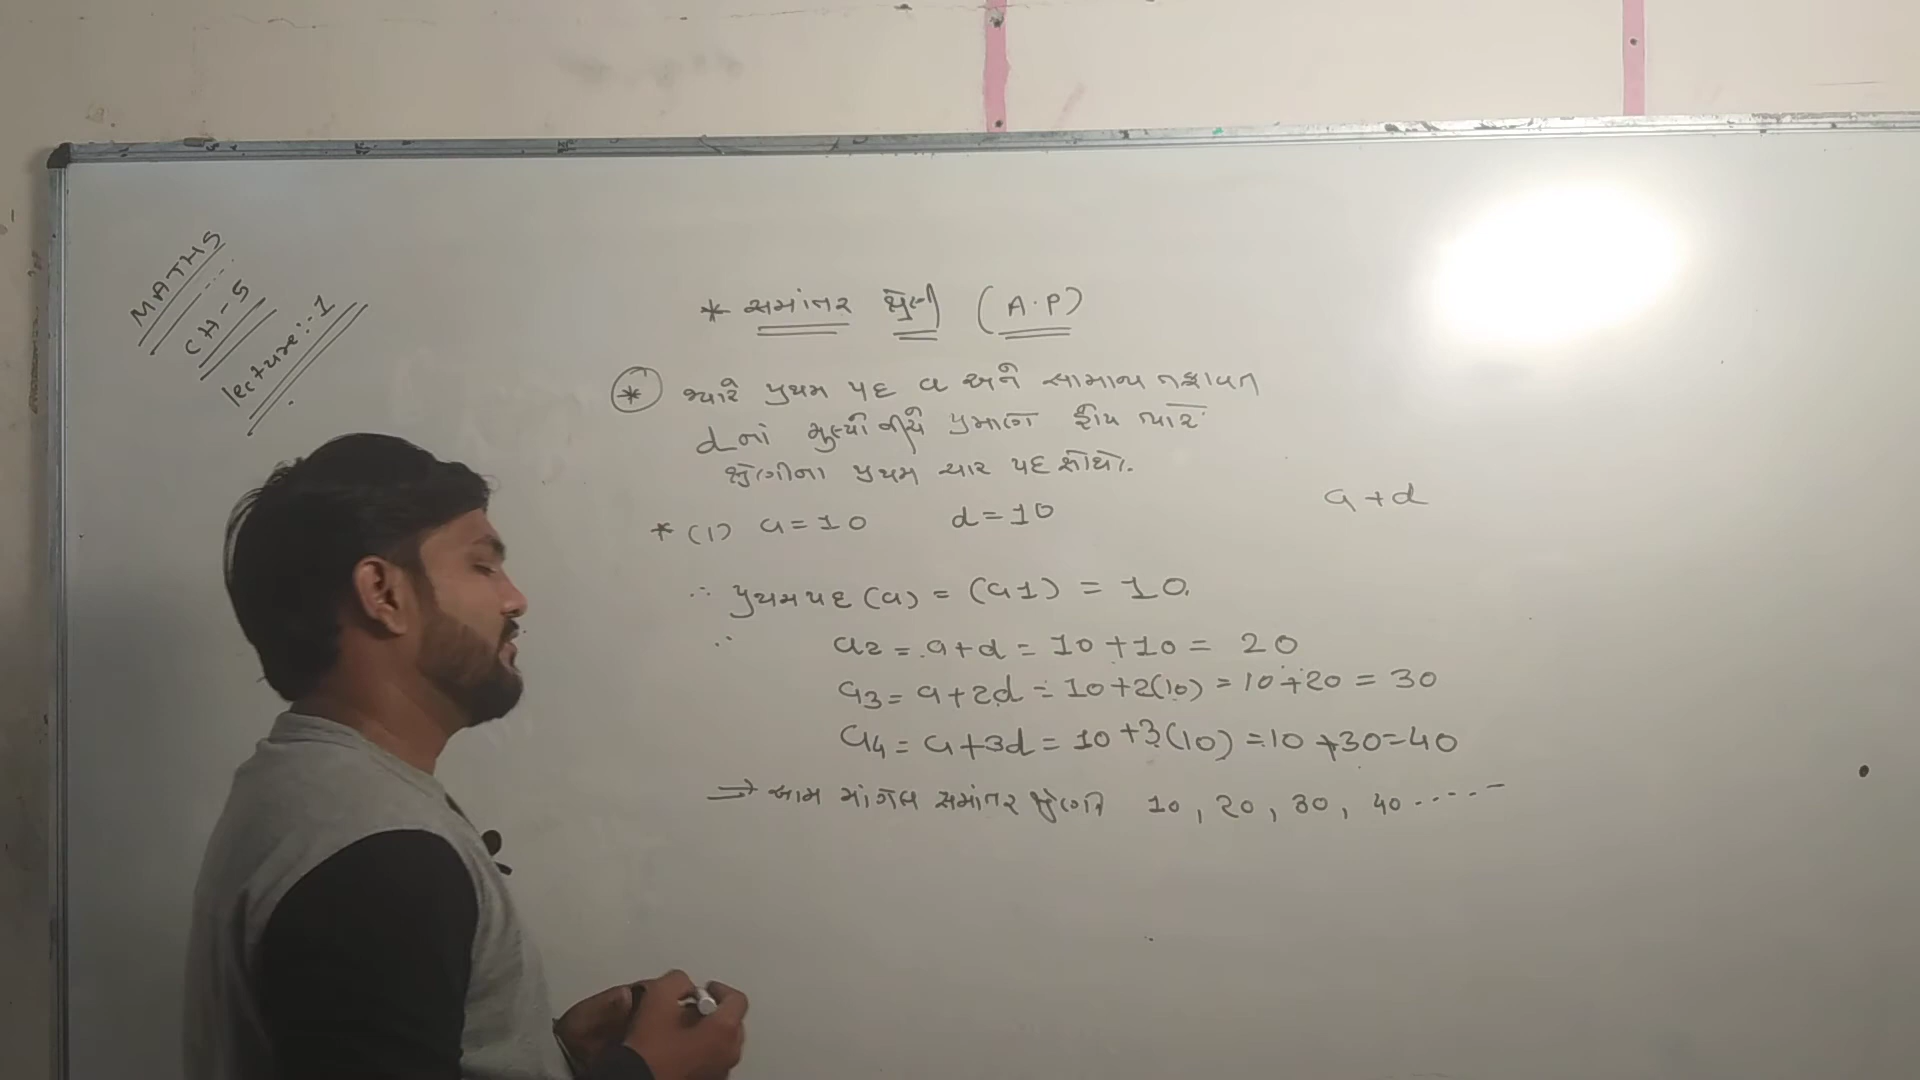 MATHS
CH-5
lecture:-1
* સમાંતર શ્રેણી (A.P)
* જ્યારે પ્રથમ પદ a અને સામાન્ય તફાવત
d નાં મુલ્યો નીચે પ્રમાણે હોય ત્યારે
શ્રેણીના પ્રથમ ચાર પદ શોધો.
a+d
* (1) a=10 d=10
∴ પ્રથમ પદ (a) = (a1) = 10.
∴ a2 = a+d = 10+10 = 20
a3 = a+2d = 10+2(10) = 10+20 = 30
a4 = a+3d = 10+3(10) = 10+30=40
⇒ આમ માંગેલ સમાંતર શ્રેણી 10, 20, 30, 40 ......